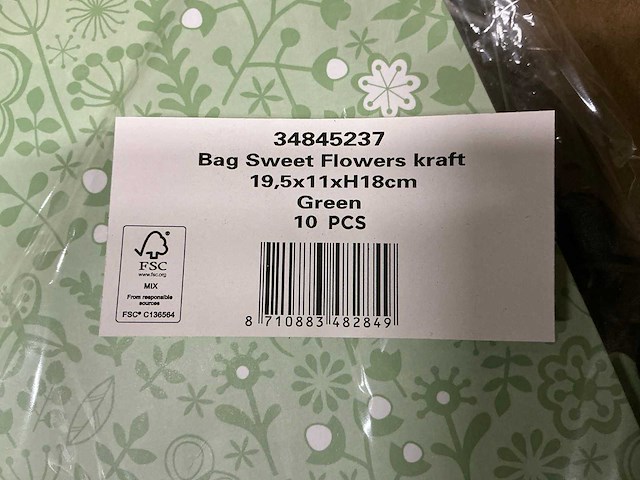 34845237
Bag Sweet Flowers kraft
19,5x11xH18cm
Green
10 PCS
FSC
www.fsc.org
MIX
From responsible
sources
FSC® C136564
8 710883 482849